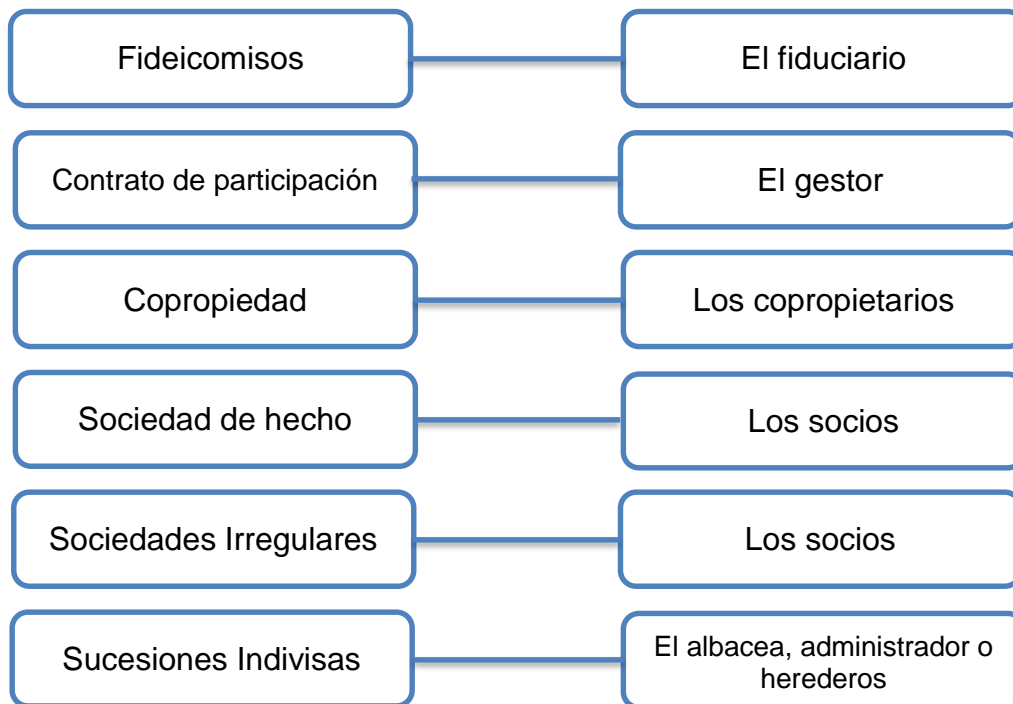 Fideicomisos
El fiduciario
Contrato de participación
El gestor
Copropiedad
Los copropietarios
Sociedad de hecho
Los socios
Sociedades Irregulares
Los socios
Sucesiones Indivisas
El albacea, administrador o
herederos